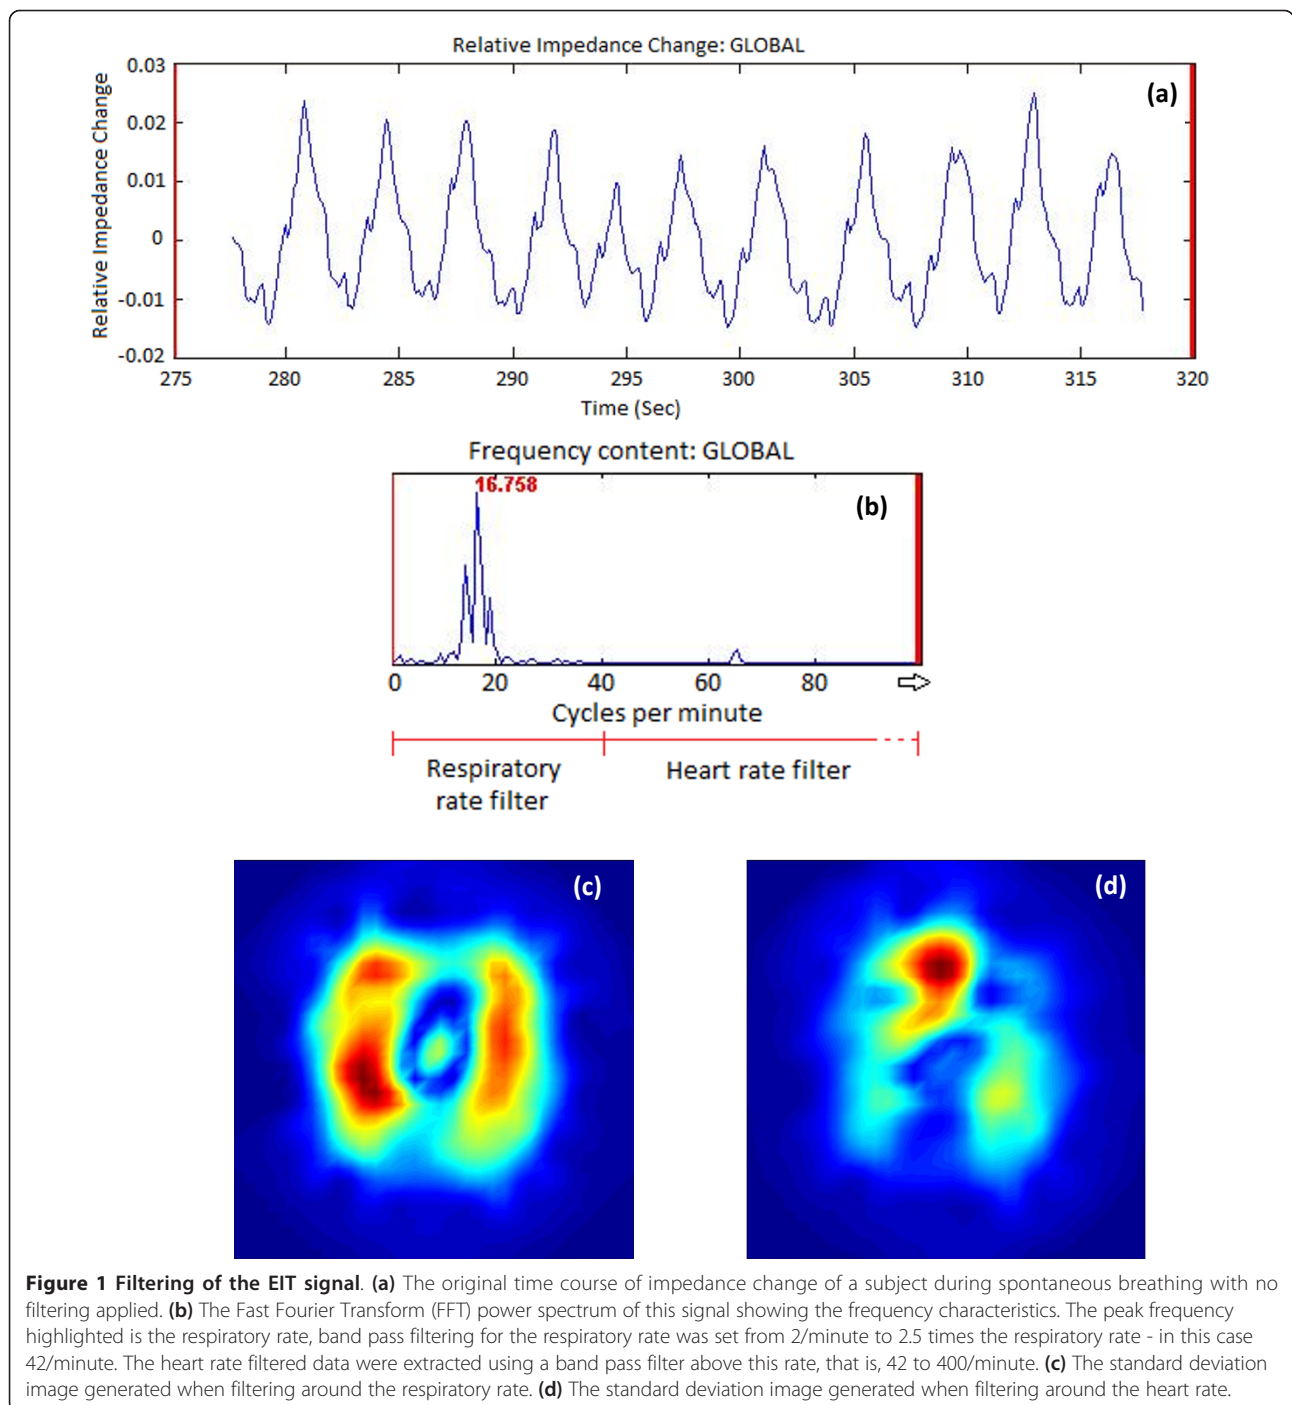 Relative Impedance Change: GLOBAL
Relative Impedance Change
0.03
0.02
0.01
0
-0.01
-0.02
(a)
275 280 285 290 295 300 305 310 315 320
Time (Sec)
Frequency content: GLOBAL
16.758
(b)
0 20 40 60 80
Cycles per minute
Respiratory
rate filter
Heart rate filter
(c)
(d)
Figure 1 Filtering of the EIT signal. (a) The original time course of impedance change of a subject during spontaneous breathing with no
filtering applied. (b) The Fast Fourier Transform (FFT) power spectrum of this signal showing the frequency characteristics. The peak frequency
highlighted is the respiratory rate, band pass filtering for the respiratory rate was set from 2/minute to 2.5 times the respiratory rate - in this case
42/minute. The heart rate filtered data were extracted using a band pass filter above this rate, that is, 42 to 400/minute. (c) The standard deviation
image generated when filtering around the respiratory rate. (d) The standard deviation image generated when filtering around the heart rate.